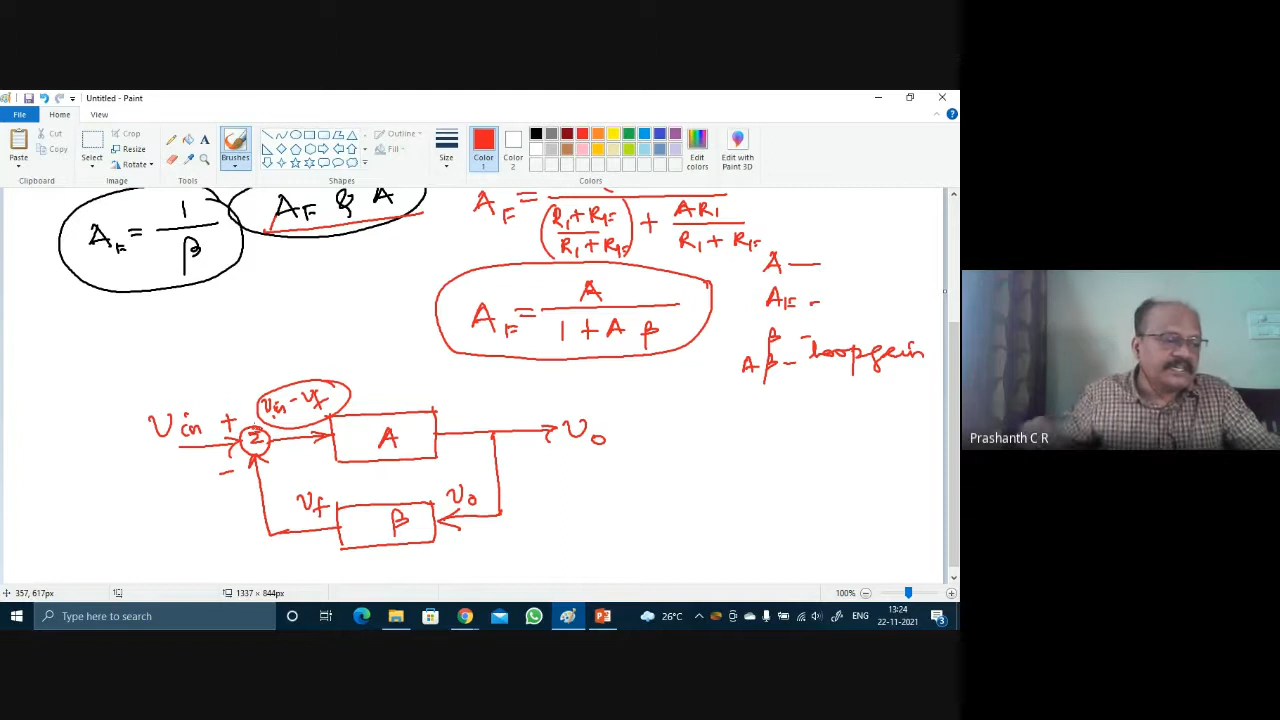 Untitled - Paint
File
Home
View
Paste
Cut
Copy
Clipboard
Select
Crop
Resize
Rotate
Image
Tools
Brushes
Shapes
Outline
Fill
Size
Color 1
Color 2
Colors
Edit colors
Edit with Paint 3D
A_F = 1/β
A_F & A
A_F = (R1 + RF)/(R1 + RF) + AR1/(R1 + RF)
A —
AF -
β -
Aβ - loopgain
A_F = A/(1 + A β)
Vin +
-
Σ
Vin - Vf
A
Vo
Vf
β
Vo
Prashanth C R
357, 617px
1337 × 844px
100%
Type here to search
26°C
ENG
13:24
22-11-2021
3